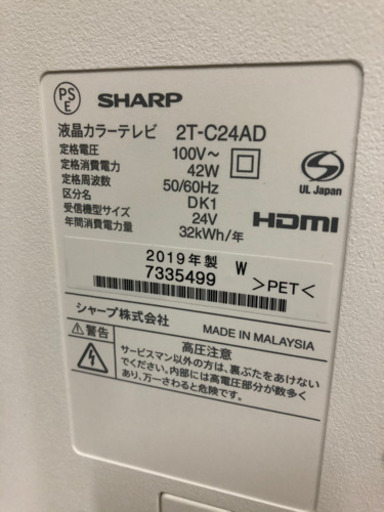 PS
E
SHARP
液晶カラーテレビ 2T-C24AD
定格電圧 100V～
定格消費電力 42W
定格周波数 50/60Hz
区分名 DK1
受信機型サイズ 24V
年間消費電力量 32kWh/年
S
UL Japan
HDMI
2019年製 W
7335499
＞PET＜
シャープ株式会社
MADE IN MALAYSIA
⚠警告
高圧注意
サービスマン以外の方は、裏ぶたをあけない
でください。内部には高電圧部分が数多く
あり、万一さわると危険です。